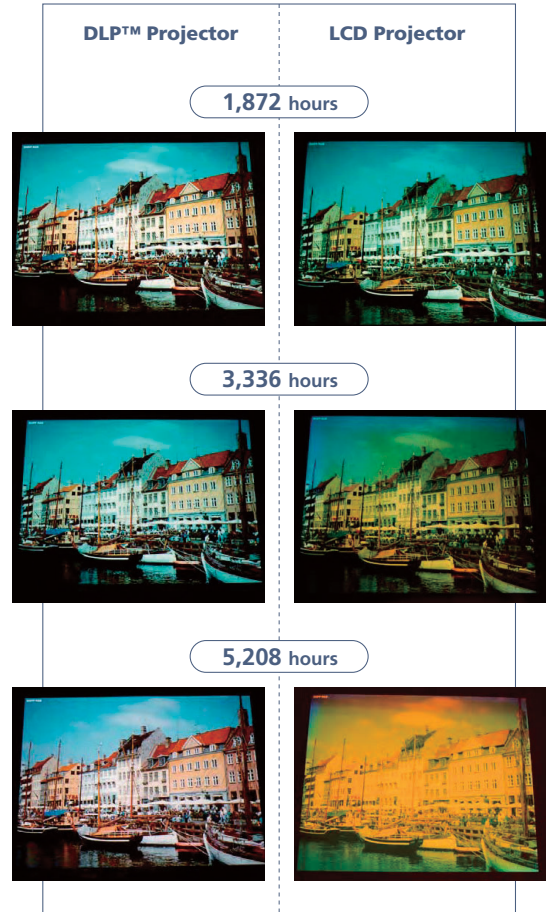 DLP™ Projector
LCD Projector
1,872 hours
3,336 hours
5,208 hours